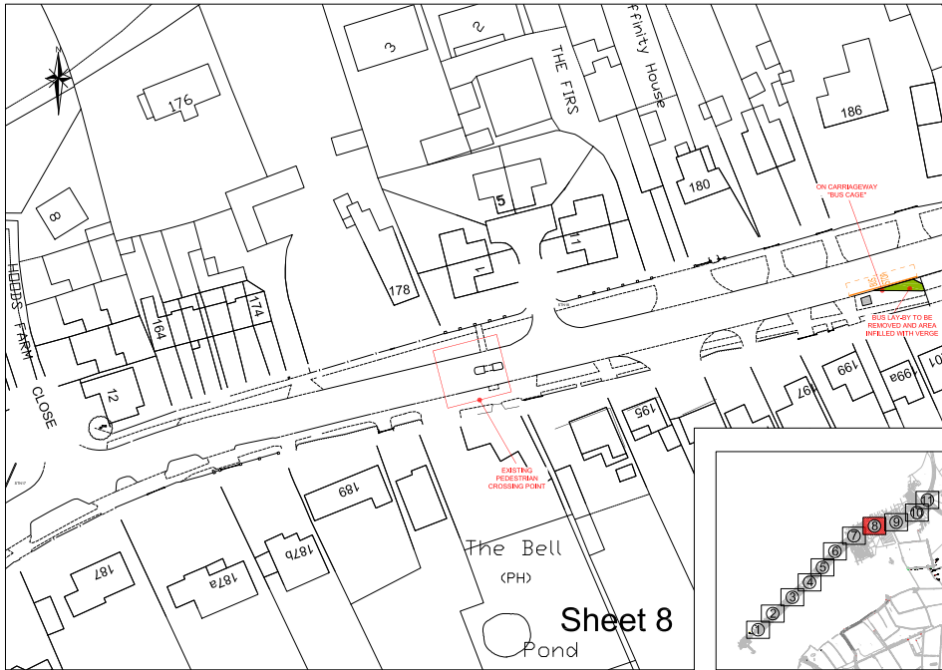 N
3
2
THE FIRS
ffinity House
176
186
180
8
5
ON CARRIAGEWAY
"BUS CAGE"
1
11
178
174
164
HOODS FARM CLOSE
12
BUS LAY-BY TO BE
REMOVED AND AREA
INFILLED WITH VERGE
199
199a
201
197
195
EXISTING
PEDESTRIAN
CROSSING POINT
189
187b
187a
187
The Bell
(PH)
Pond
Sheet 8
1
2
3
4
5
6
7
8
9
10
11